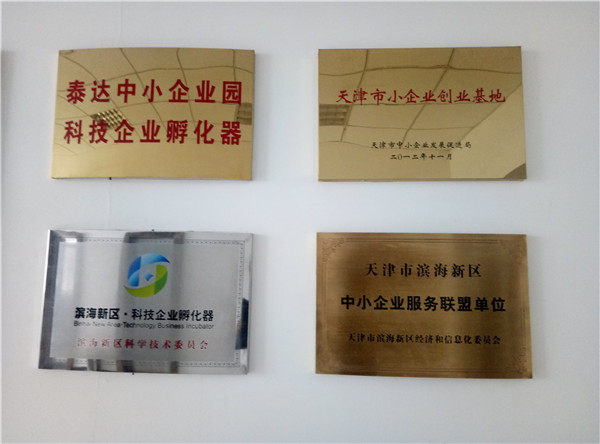 泰达中小企业园
科技企业孵化器
天津市小企业创业基地
天津市中小企业发展促进局
二〇一二年十一月
滨海新区·科技企业孵化器
Binhai New Area·Technology Business Incubator
滨海新区科学技术委员会
天津市滨海新区
中小企业服务联盟单位
天津市滨海新区经济和信息化委员会